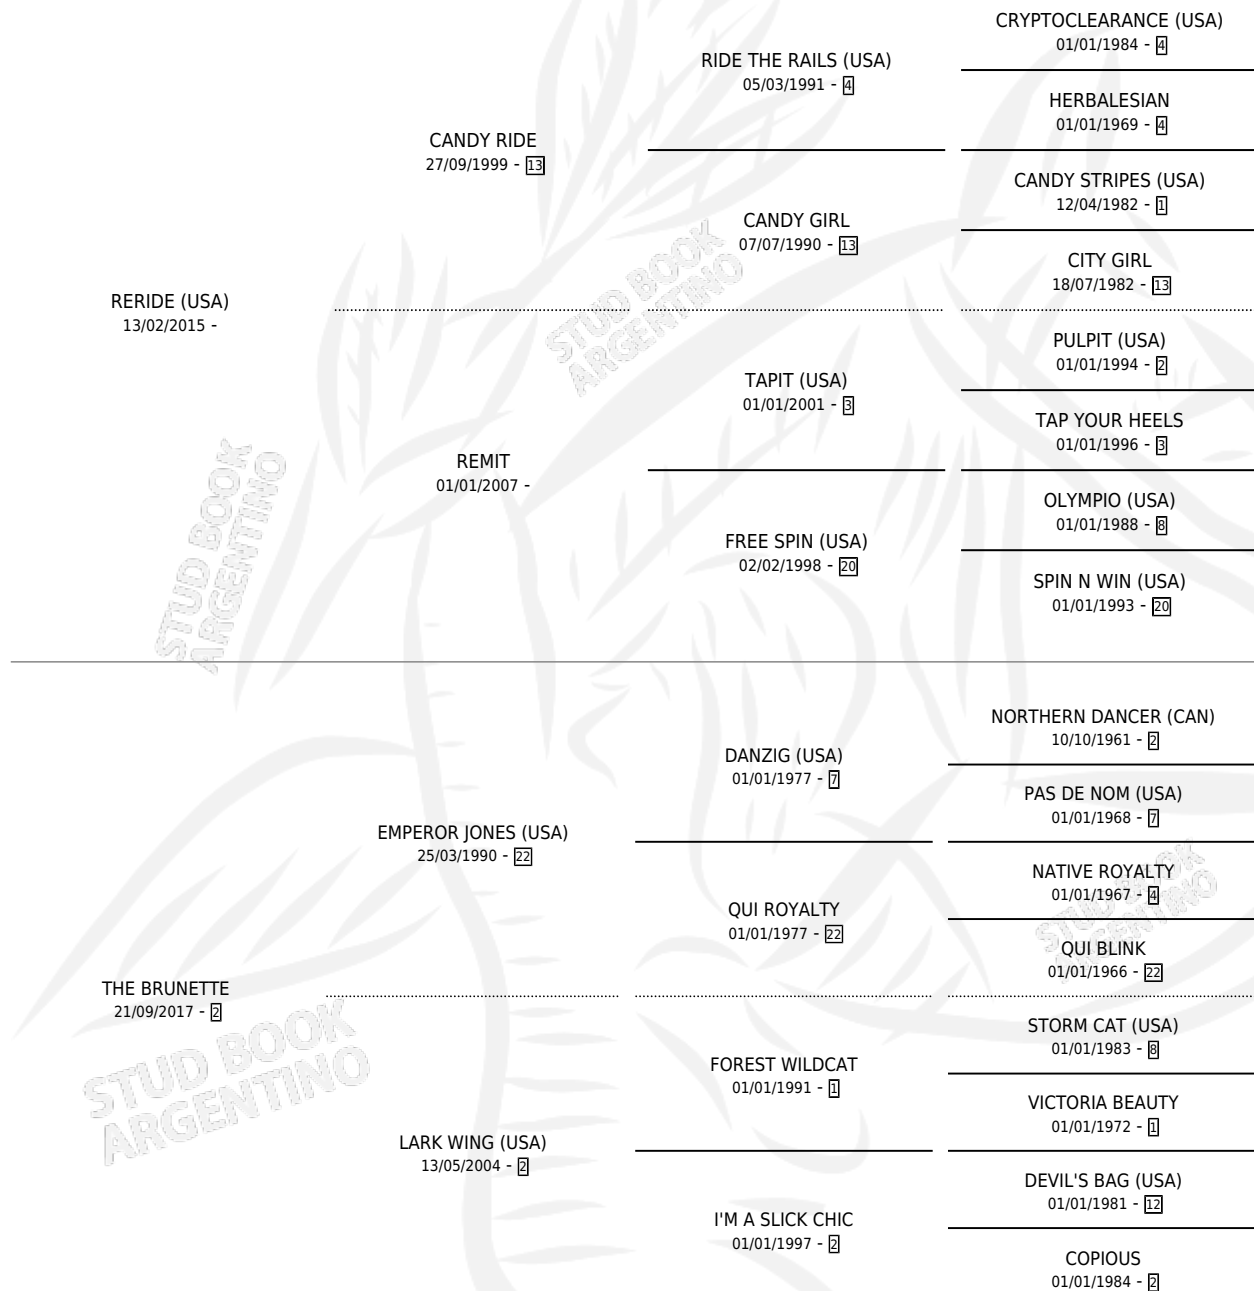 CRYPTOCLEARANCE (USA)
01/01/1984 - 4
RIDE THE RAILS (USA)
05/03/1991 - 4
HERBALESIAN
01/01/1969 - 4
CANDY RIDE
27/09/1999 - 13
CANDY STRIPES (USA)
12/04/1982 - 1
CANDY GIRL
07/07/1990 - 13
CITY GIRL
18/07/1982 - 13
RERIDE (USA)
13/02/2015 -
PULPIT (USA)
01/01/1994 - 2
TAPIT (USA)
01/01/2001 - 3
TAP YOUR HEELS
01/01/1996 - 3
REMIT
01/01/2007 -
OLYMPIO (USA)
01/01/1988 - 8
FREE SPIN (USA)
02/02/1998 - 20
SPIN N WIN (USA)
01/01/1993 - 20
STUD BOOK
ARGENTINO
STUD BOOK
ARGENTINO
NORTHERN DANCER (CAN)
10/10/1961 - 2
DANZIG (USA)
01/01/1977 - 7
PAS DE NOM (USA)
01/01/1968 - 7
EMPEROR JONES (USA)
25/03/1990 - 22
NATIVE ROYALTY
01/01/1967 - 4
QUI ROYALTY
01/01/1977 - 22
QUI BLINK
01/01/1966 - 22
THE BRUNETTE
21/09/2017 - 2
STORM CAT (USA)
01/01/1983 - 8
FOREST WILDCAT
01/01/1991 - 1
VICTORIA BEAUTY
01/01/1972 - 1
LARK WING (USA)
13/05/2004 - 2
DEVIL'S BAG (USA)
01/01/1981 - 12
I'M A SLICK CHIC
01/01/1997 - 2
COPIOUS
01/01/1984 - 2
STUD BOOK
ARGENTINO
STUD BOOK
ARGENTINO